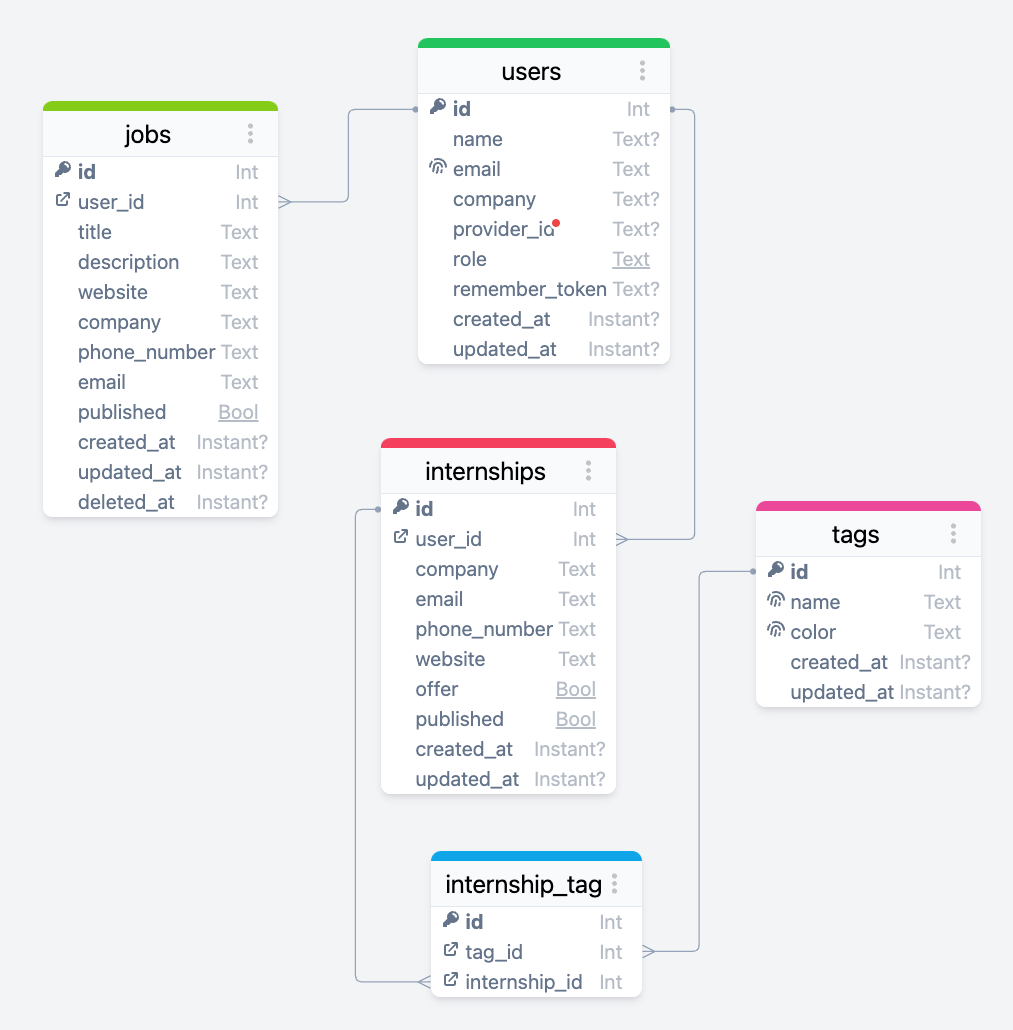 users
id Int
name Text?
email Text
company Text?
provider_id Text?
role Text
remember_token Text?
created_at Instant?
updated_at Instant?
jobs
id Int
user_id Int
title Text
description Text
website Text
company Text
phone_number Text
email Text
published Bool
created_at Instant?
updated_at Instant?
deleted_at Instant?
internships
id Int
user_id Int
company Text
email Text
phone_number Text
website Text
offer Bool
published Bool
created_at Instant?
updated_at Instant?
tags
id Int
name Text
color Text
created_at Instant?
updated_at Instant?
internship_tag
id Int
tag_id Int
internship_id Int